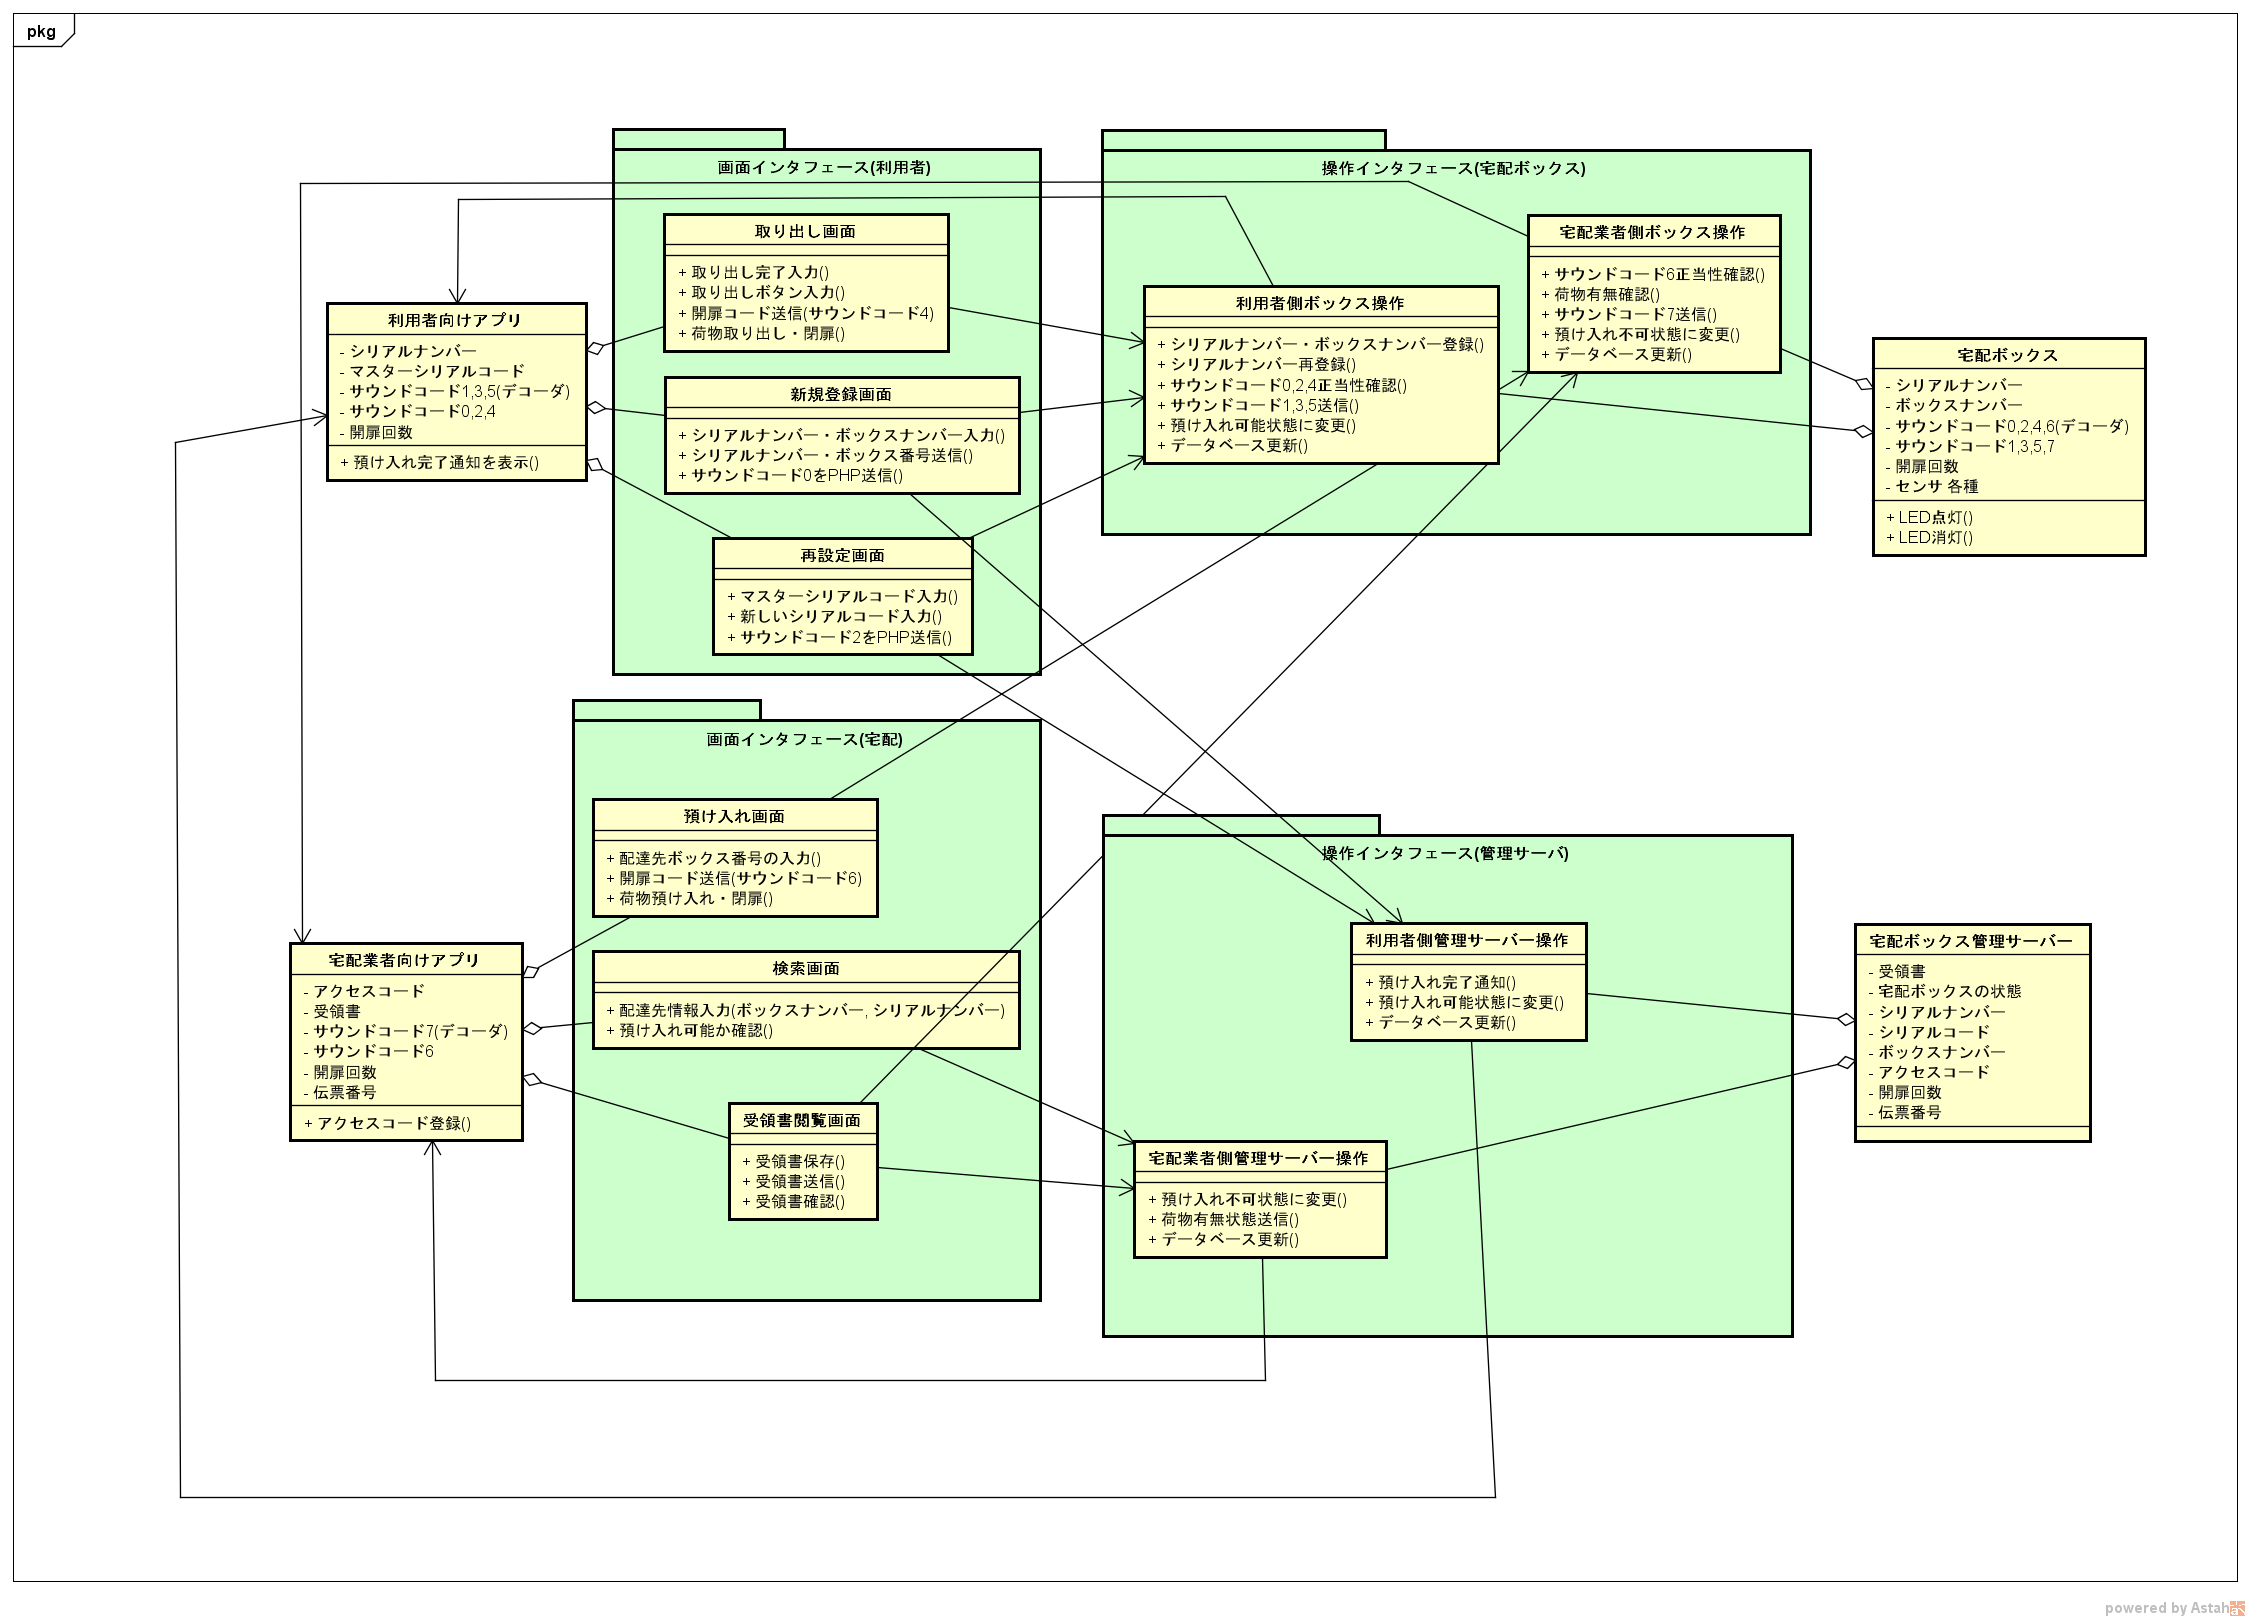 pkg
画面インタフェース(利用者)
取り出し画面
+ 取り出し完了入力()
+ 取り出しボタン入力()
+ 開扉コード送信(サウンドコード4)
+ 荷物取り出し・閉扉()
新規登録画面
+ シリアルナンバー・ボックスナンバー入力()
+ シリアルナンバー・ボックス番号送信()
+ サウンドコード0をPHP送信()
再設定画面
+ マスターシリアルコード入力()
+ 新しいシリアルコード入力()
+ サウンドコード2をPHP送信()
利用者向けアプリ
- シリアルナンバー
- マスターシリアルコード
- サウンドコード1,3,5(デコーダ)
- サウンドコード0,2,4
- 開扉回数
+ 預け入れ完了通知を表示()
操作インタフェース(宅配ボックス)
利用者側ボックス操作
+ シリアルナンバー・ボックスナンバー登録()
+ シリアルナンバー再登録()
+ サウンドコード0,2,4正当性確認()
+ サウンドコード1,3,5送信()
+ 預け入れ可能状態に変更()
+ データベース更新()
宅配業者側ボックス操作
+ サウンドコード6正当性確認()
+ 荷物有無確認()
+ サウンドコード7送信()
+ 預け入れ不可状態に変更()
+ データベース更新()
宅配ボックス
- シリアルナンバー
- ボックスナンバー
- サウンドコード0,2,4,6(デコーダ)
- サウンドコード1,3,5,7
- 開扉回数
- センサ 各種
+ LED点灯()
+ LED消灯()
画面インタフェース(宅配)
預け入れ画面
+ 配達先ボックス番号の入力()
+ 開扉コード送信(サウンドコード6)
+ 荷物預け入れ・閉扉()
検索画面
+ 配達先情報入力(ボックスナンバー, シリアルナンバー)
+ 預け入れ可能か確認()
受領書閲覧画面
+ 受領書保存()
+ 受領書送信()
+ 受領書確認()
宅配業者向けアプリ
- アクセスコード
- 受領書
- サウンドコード7(デコーダ)
- サウンドコード6
- 開扉回数
- 伝票番号
+ アクセスコード登録()
操作インタフェース(管理サーバ)
利用者側管理サーバー操作
+ 預け入れ完了通知()
+ 預け入れ可能状態に変更()
+ データベース更新()
宅配業者側管理サーバー操作
+ 預け入れ不可状態に変更()
+ 荷物有無状態送信()
+ データベース更新()
宅配ボックス管理サーバー
- 受領書
- 宅配ボックスの状態
- シリアルナンバー
- シリアルコード
- ボックスナンバー
- アクセスコード
- 開扉回数
- 伝票番号
powered by Astah